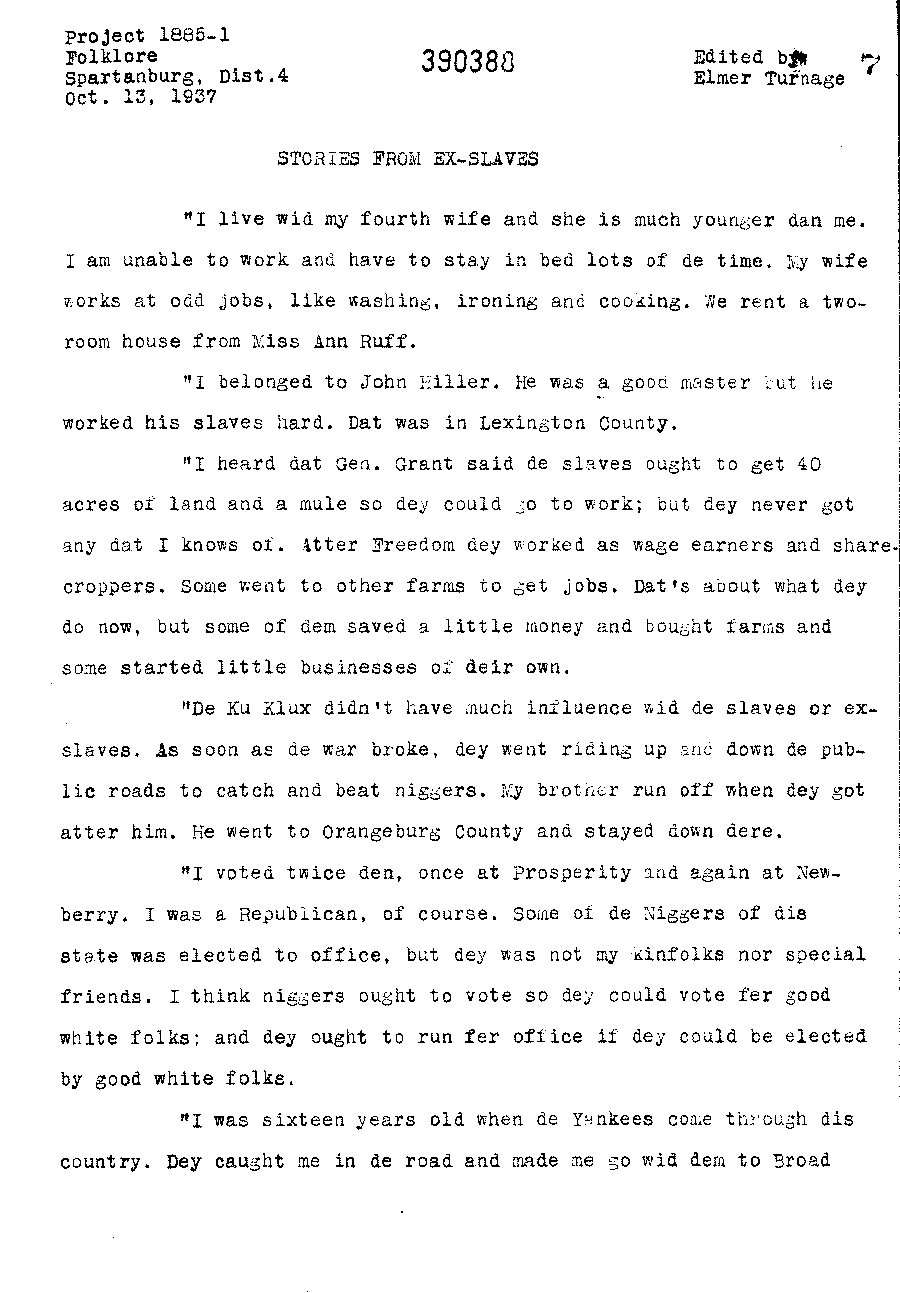 Project 1885-1
Folklore
Spartanburg, Dist.4
Oct. 13, 1937
390380
Edited by
Elmer Turnage
7
STORIES FROM EX-SLAVES
"I live wid my fourth wife and she is much younger dan me.
I am unable to work and have to stay in bed lots of de time. My wife
works at odd jobs, like washing, ironing and cooking. We rent a two-
room house from Miss Ann Ruff.
"I belonged to John Hiller. He was a good master but he
worked his slaves hard. Dat was in Lexington County.
"I heard dat Gen. Grant said de slaves ought to get 40
acres of land and a mule so dey could go to work; but dey never got
any dat I knows of. Atter Freedom dey worked as wage earners and share-
croppers. Some went to other farms to get jobs. Dat's about what dey
do now, but some of dem saved a little money and bought farms and
some started little businesses of deir own.
"De Ku Klux didn't have much influence wid de slaves or ex-
slaves. As soon as de war broke, dey went riding up and down de pub-
lic roads to catch and beat niggers. My brother run off when dey got
atter him. He went to Orangeburg County and stayed down dere.
"I voted twice den, once at Prosperity and again at New-
berry. I was a Republican, of course. Some of de Niggers of dis
state was elected to office, but dey was not my kinfolks nor special
friends. I think niggers ought to vote so dey could vote fer good
white folks; and dey ought to run fer office if dey could be elected
by good white folks.
"I was sixteen years old when de Yankees come through dis
country. Dey caught me in de road and made me go wid dem to Broad